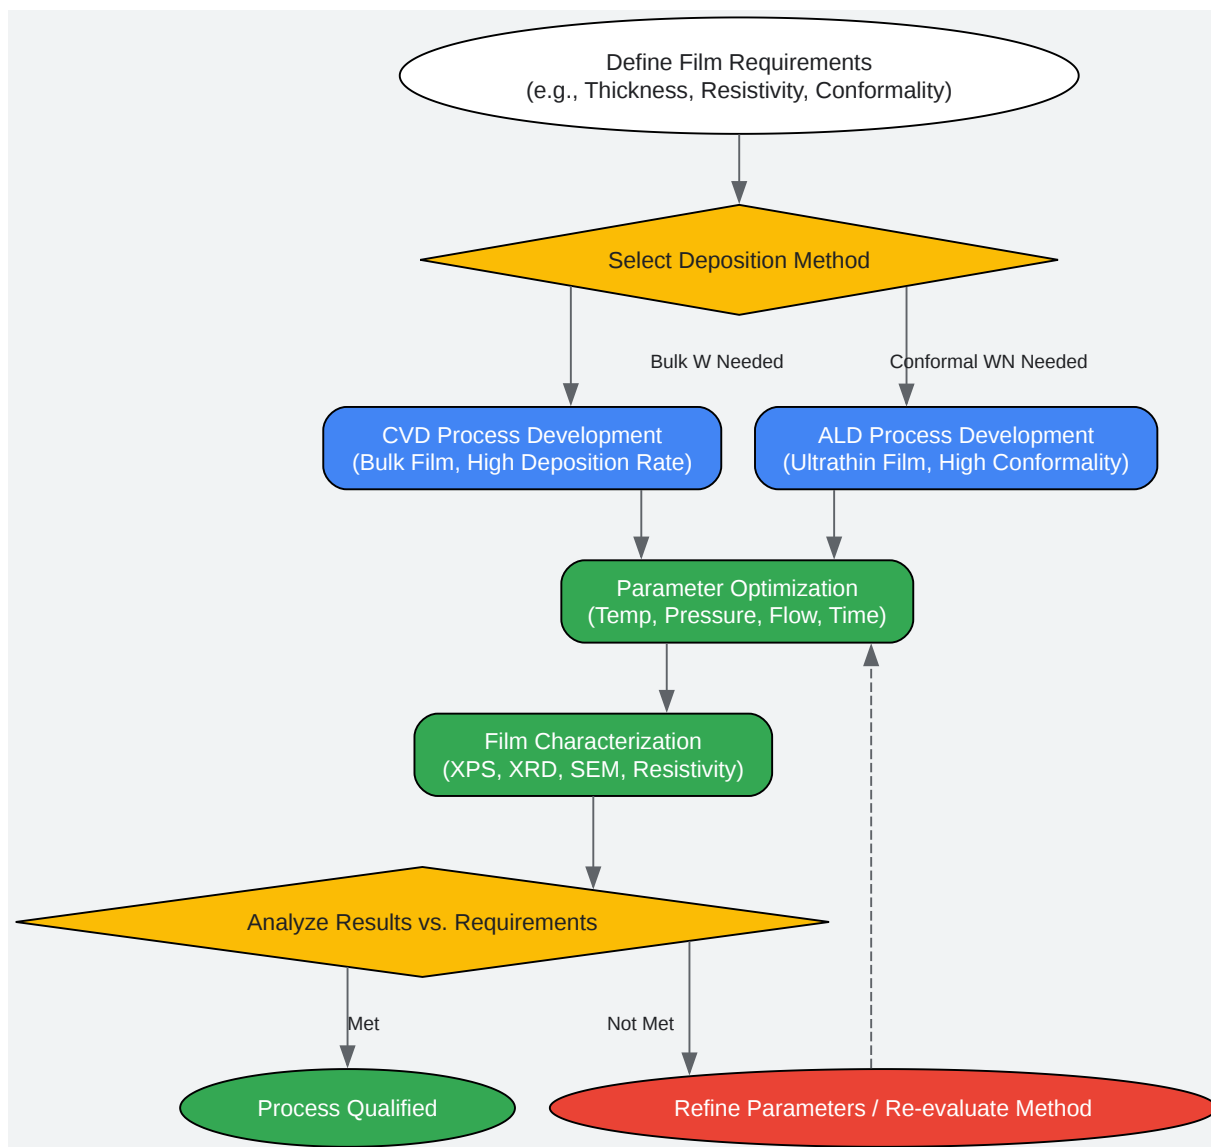 Define Film Requirements
(e.g., Thickness, Resistivity, Conformality)
Select Deposition Method
Bulk W Needed
Conformal WN Needed
CVD Process Development
(Bulk Film, High Deposition Rate)
ALD Process Development
(Ultrathin Film, High Conformality)
Parameter Optimization
(Temp, Pressure, Flow, Time)
Film Characterization
(XPS, XRD, SEM, Resistivity)
Analyze Results vs. Requirements
Met
Not Met
Process Qualified
Refine Parameters / Re-evaluate Method